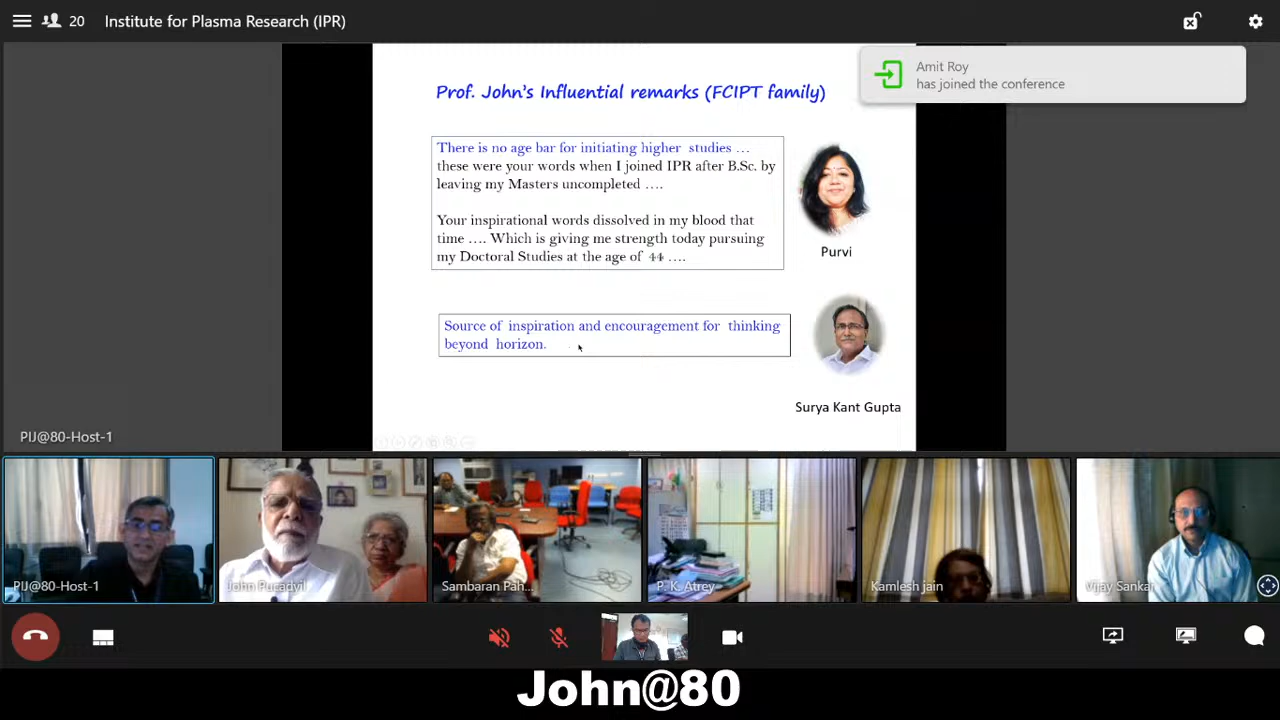 20
Institute for Plasma Research (IPR)
Amit Roy
has joined the conference
Prof. John's Influential remarks (FCIPT family)
There is no age bar for initiating higher studies ...
these were your words when I joined IPR after B.Sc. by
leaving my Masters uncompleted ....
Your inspirational words dissolved in my blood that
time .... Which is giving me strength today pursuing
my Doctoral Studies at the age of 44 ....
Purvi
Source of inspiration and encouragement for thinking
beyond horizon.
Surya Kant Gupta
PIJ@80-Host-1
PIJ@80-Host-1
John Pucadyil
Sambaran Pah...
P. K. Atrey
Kamlesh jain
Vijay Sankar
John@80